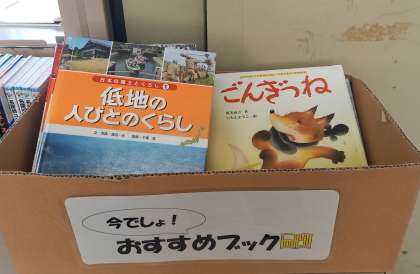 日本の国土とくらし 1
低地の
人びとのくらし
ごんぎつね
今でしょ！
おすすめブック